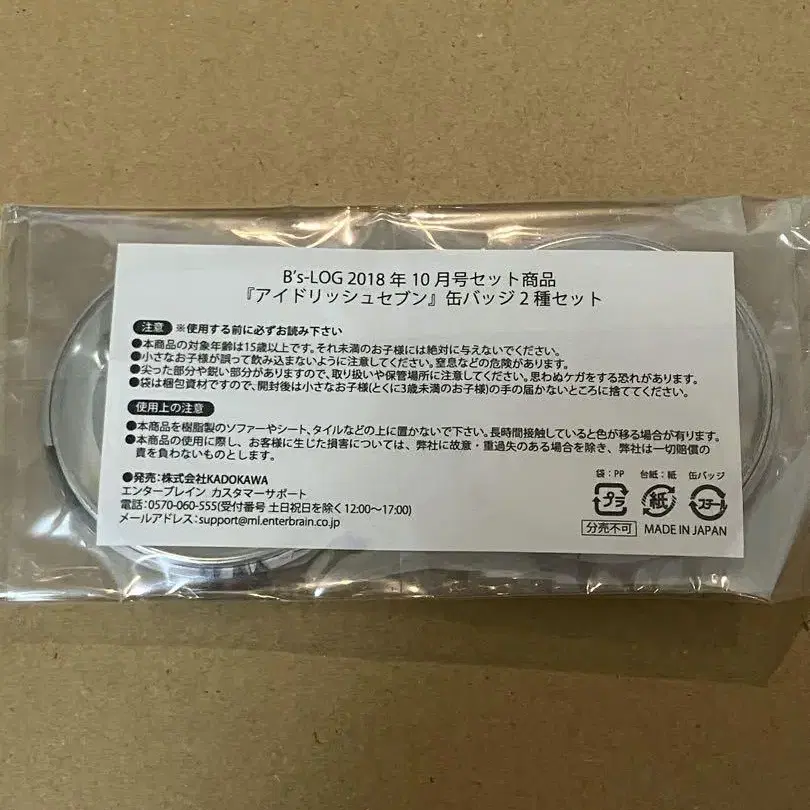 B's-LOG 2018 年 10 月号セット商品
『アイドリッシュセブン』缶バッジ 2 種セット
注意 ※使用する前に必ずお読み下さい
●本商品の対象年齢は15歳以上です。それ未満のお子様には絶対に与えないでください。
●小さなお子様が誤って飲み込まないように注意してください。窒息などの危険があります。
●尖った部分や鋭い部分がありますので、取り扱いや保管場所に注意してください。思わぬケガをする恐れがあります。
●袋は梱包資材ですので、開封後は小さなお子様(とくに3歳未満のお子様)の手の届かないところに捨ててください。
使用上の注意
●本商品を樹脂製のソファーやシート、タイルなどの上に置かないで下さい。長時間接触していると色が移る場合が有ります。
●本商品の使用に際し、お客様に生じた損害については、弊社に故意・重過失のある場合を除き、弊社は一切賠償の
責を負わないものとします。
●発売：株式会社KADOKAWA
エンターブレイン カスタマーサポート
電話：0570-060-555(受付番号 土日祝日を除く12:00～17:00)
メールアドレス：support@ml.enterbrain.co.jp
袋：PP 台紙：紙 缶バッジ
プラ 紙 スチール
分売不可 MADE IN JAPAN